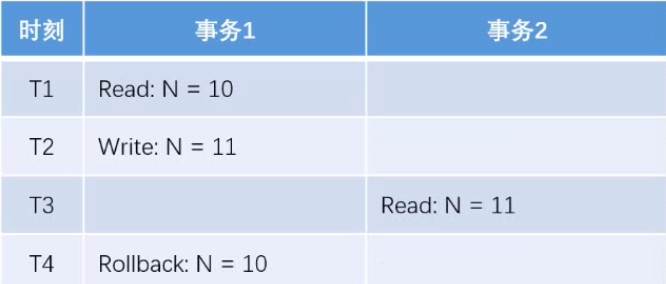 时刻 事务1 事务2
T1 Read: N = 10
T2 Write: N = 11
T3 Read: N = 11
T4 Rollback: N = 10